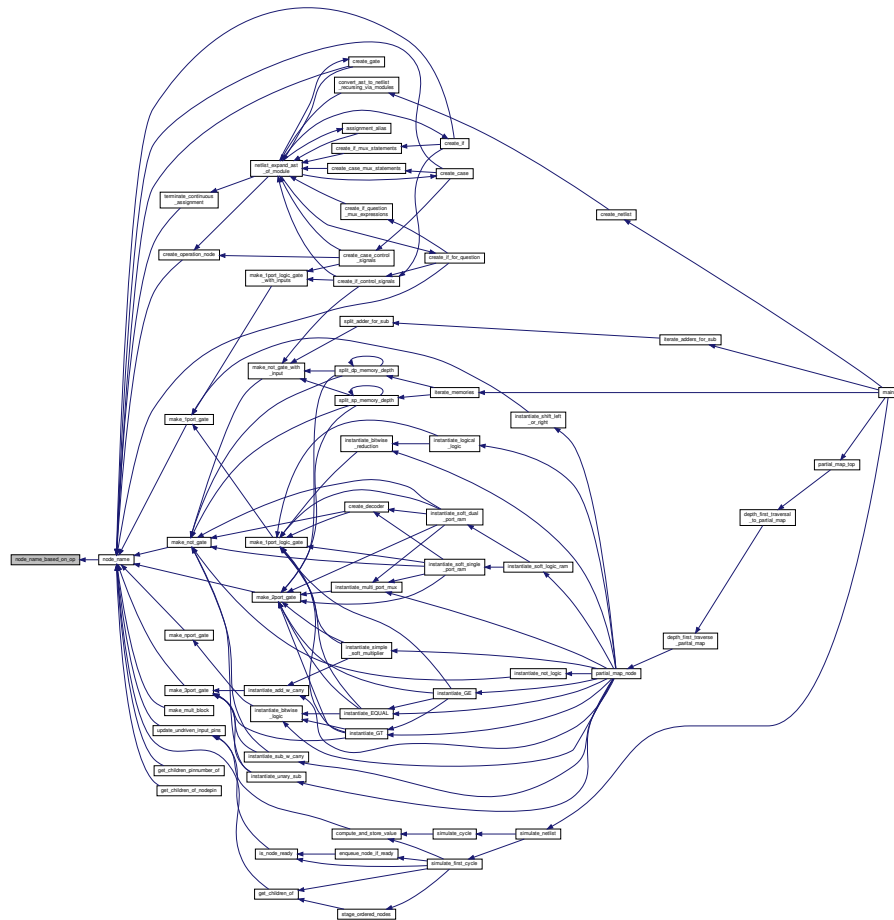 create_gate
convert_ast_to_netlist
_recursing_via_modules
assignment_alias
create_if
create_if_mux_statements
netlist_expand_ast
_of_module
create_case_mux_statements
create_case
terminate_continuous
_assignment
create_if_question
_mux_expressions
create_netlist
create_operation_node
create_case_control
_signals
create_if_for_question
make_1port_logic_gate
_with_inputs
create_if_control_signals
split_adder_for_sub
iterate_adders_for_sub
make_not_gate_with
_input
split_dp_memory_depth
iterate_memories
main
split_sp_memory_depth
make_1port_gate
instantiate_shift_left
_or_right
instantiate_bitwise
_reduction
instantiate_logical
_logic
partial_map_top
create_decoder
instantiate_soft_dual
_port_ram
depth_first_traversal
_to_partial_map
make_not_gate
make_1port_logic_gate
node_name_based_on_op
node_name
instantiate_soft_single
_port_ram
instantiate_soft_logic_ram
instantiate_multi_port_mux
make_2port_gate
make_nport_gate
depth_first_traverse
_partial_map
instantiate_simple
_soft_multiplier
instantiate_not_logic
partial_map_node
make_3port_gate
instantiate_add_w_carry
instantiate_GE
make_mult_block
instantiate_bitwise
_logic
instantiate_EQUAL
update_undriven_input_pins
instantiate_GT
instantiate_sub_w_carry
get_children_pinnumber_of
instantiate_unary_sub
get_children_of_nodepin
compute_and_store_value
simulate_cycle
simulate_netlist
is_node_ready
enqueue_node_if_ready
simulate_first_cycle
get_children_of
stage_ordered_nodes